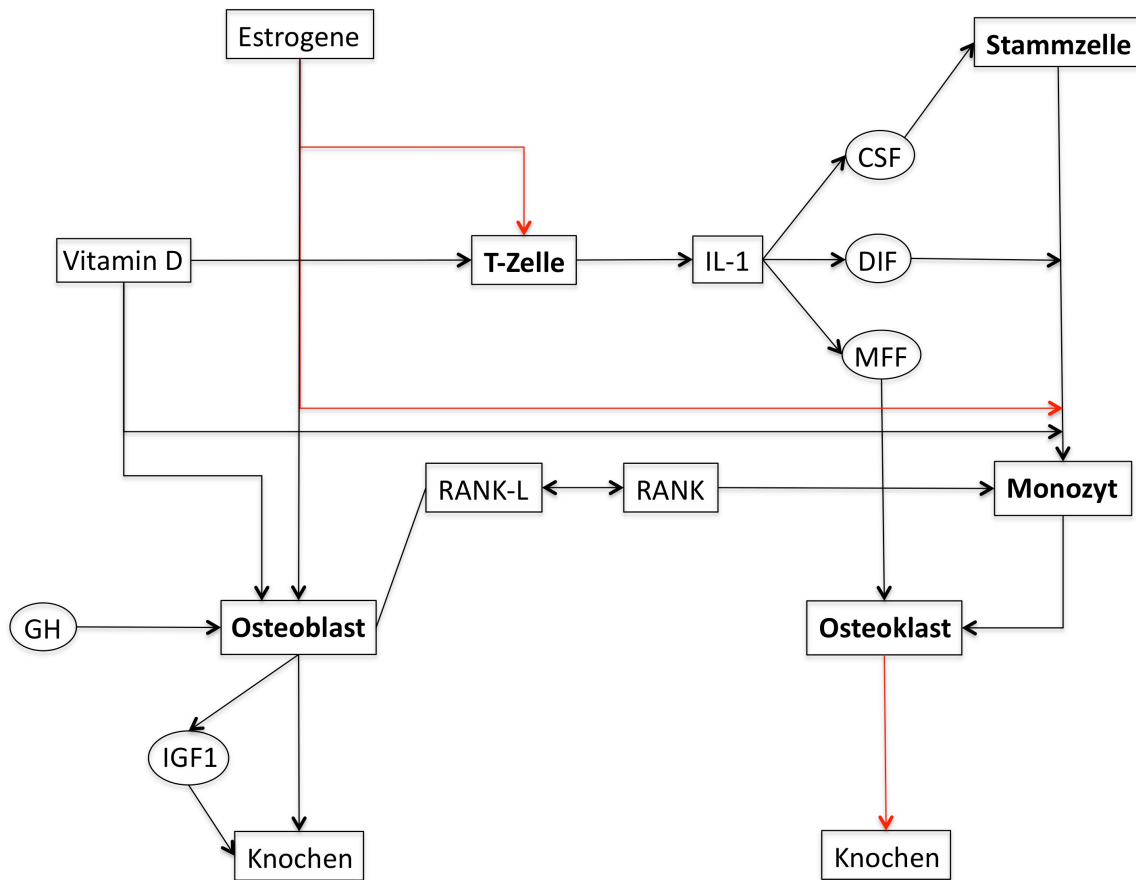 Estrogene
Stammzelle
CSF
Vitamin D
T-Zelle
IL-1
DIF
MFF
RANK-L
RANK
Monozyt
GH
Osteoblast
Osteoklast
IGF1
Knochen
Knochen